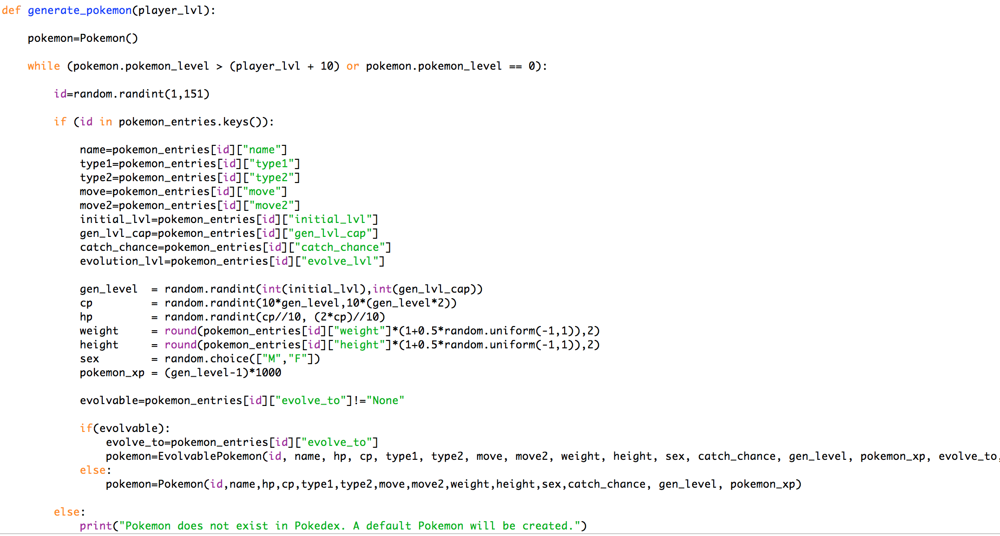 def generate_pokemon(player_lvl):
    pokemon=Pokemon()
    while (pokemon.pokemon_level > (player_lvl + 10) or pokemon.pokemon_level == 0):
        id=random.randint(1,151)
        if (id in pokemon_entries.keys()):
            name=pokemon_entries[id]["name"]
            type1=pokemon_entries[id]["type1"]
            type2=pokemon_entries[id]["type2"]
            move=pokemon_entries[id]["move"]
            move2=pokemon_entries[id]["move2"]
            initial_lvl=pokemon_entries[id]["initial_lvl"]
            gen_lvl_cap=pokemon_entries[id]["gen_lvl_cap"]
            catch_chance=pokemon_entries[id]["catch_chance"]
            evolution_lvl=pokemon_entries[id]["evolve_lvl"]
            gen_level  = random.randint(int(initial_lvl),int(gen_lvl_cap))
            cp         = random.randint(10*gen_level,10*(gen_level*2))
            hp         = random.randint(cp//10, (2*cp)//10)
            weight     = round(pokemon_entries[id]["weight"]*(1+0.5*random.uniform(-1,1)),2)
            height     = round(pokemon_entries[id]["height"]*(1+0.5*random.uniform(-1,1)),2)
            sex        = random.choice(["M","F"])
            pokemon_xp = (gen_level-1)*1000
            evolvable=pokemon_entries[id]["evolve_to"]!="None"
            if(evolvable):
                evolve_to=pokemon_entries[id]["evolve_to"]
                pokemon=EvolvablePokemon(id, name, hp, cp, type1, type2, move, move2, weight, height, sex, catch_chance, gen_level, pokemon_xp, evolve_to,
            else:
                pokemon=Pokemon(id,name,hp,cp,type1,type2,move,move2,weight,height,sex,catch_chance, gen_level, pokemon_xp)
        else:
            print("Pokemon does not exist in Pokedex. A default Pokemon will be created.")